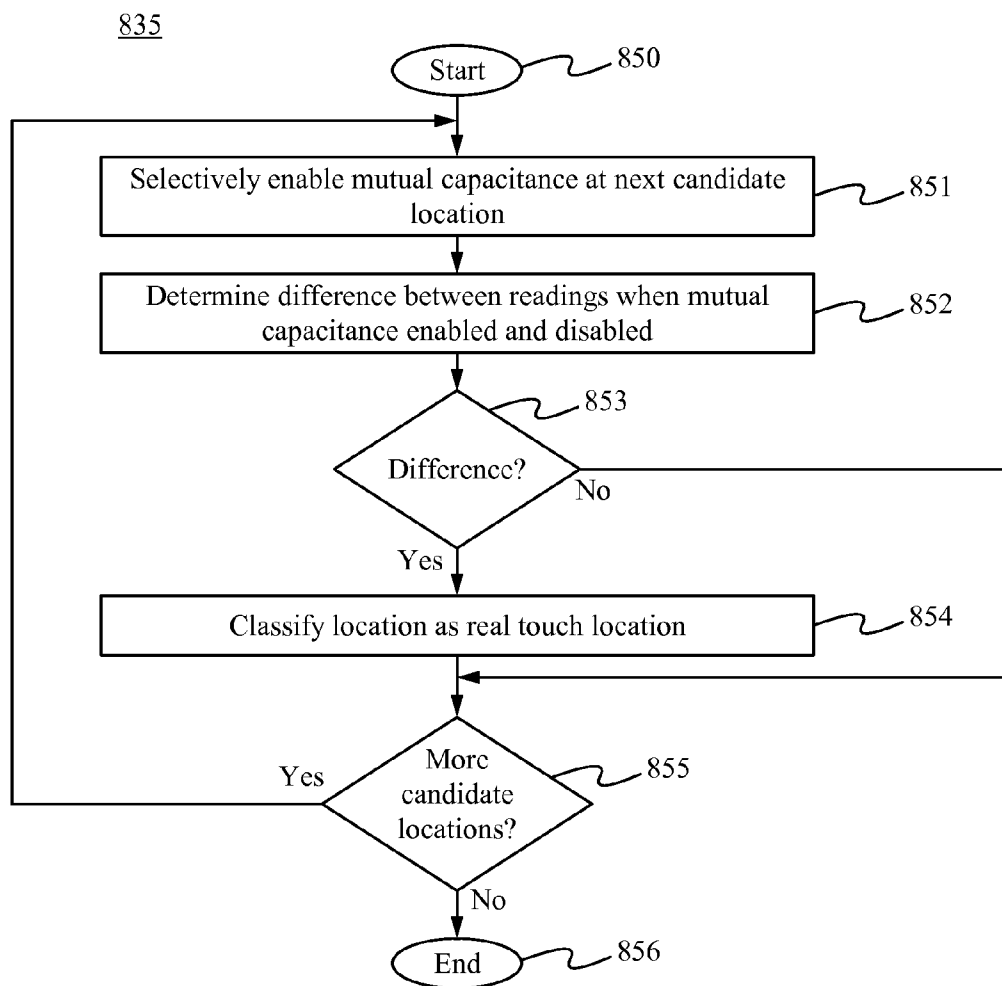 835
Start
850
Selectively enable mutual capacitance at next candidate
location
851
Determine difference between readings when mutual
capacitance enabled and disabled
852
853
Difference?
No
Yes
Classify location as real touch location
854
Yes
More
candidate
locations?
855
No
End
856